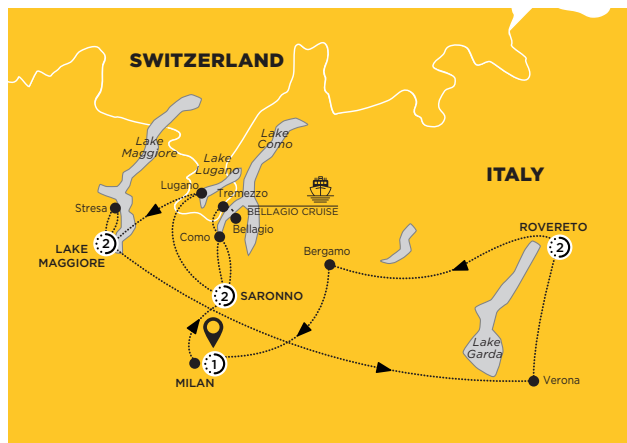 SWITZERLAND
Lake
Maggiore
Lake
Lugano
Lake
Como
ITALY
Lugano
Tremezzo
Stresa
BELLAGIO CRUISE
Bellagio
Como
LAKE
MAGGIORE
2
Bergamo
ROVERETO
2
2
SARONNO
Lake
Garda
1
MILAN
Verona